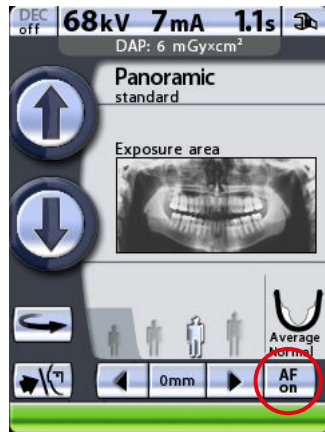 DEC
off
68kV 7mA 1.1s
DAP: 6 mGy×cm²
Panoramic
standard
Exposure area
Average
Normal
0mm
AF
on